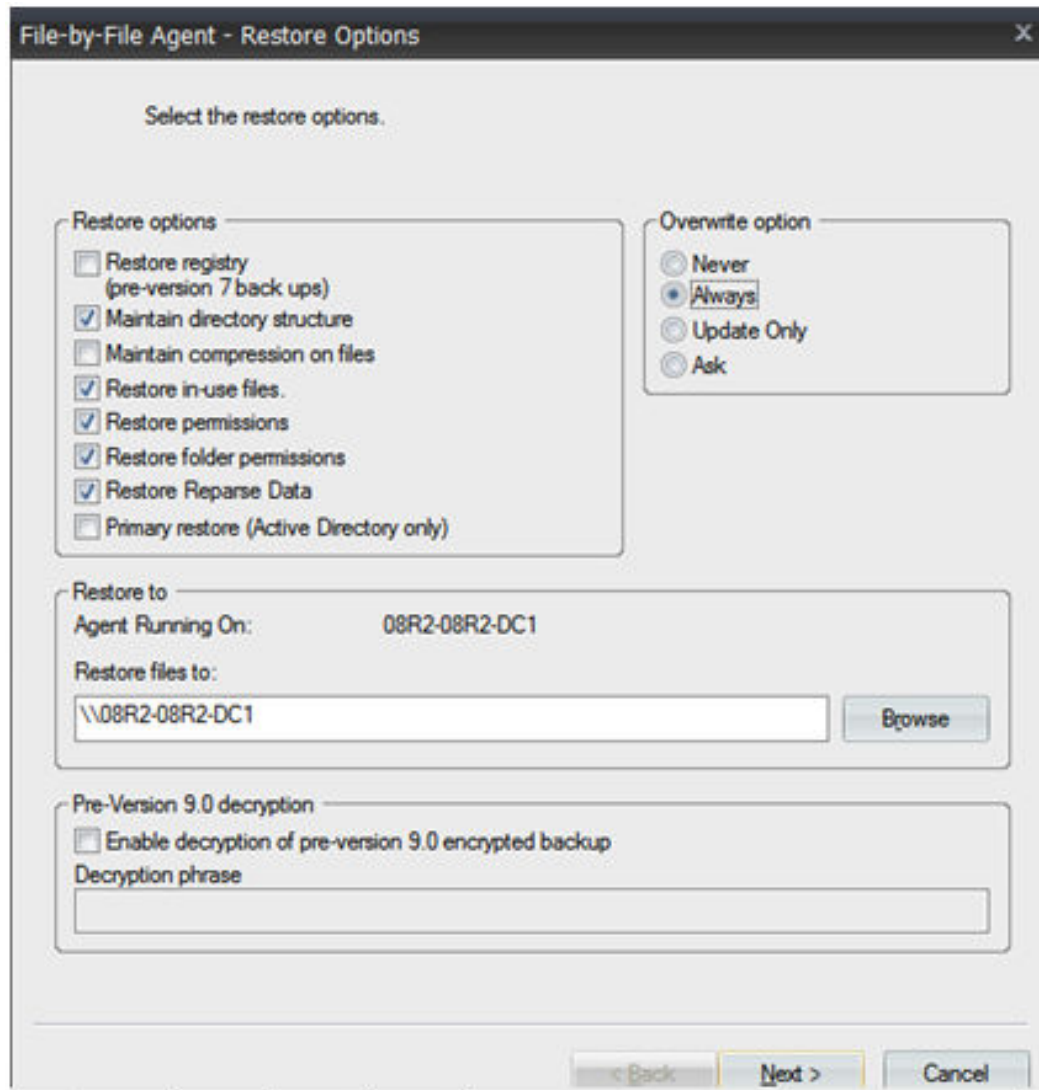 File-by-File Agent - Restore Options
x
Select the restore options.
Restore options
Restore registry
(pre-version 7 back ups)
Maintain directory structure
Maintain compression on files
Restore in-use files.
Restore permissions
Restore folder permissions
Restore Reparse Data
Primary restore (Active Directory only)
Overwrite option
Never
Always
Update Only
Ask
Restore to
Agent Running On: 08R2-08R2-DC1
Restore files to:
\\08R2-08R2-DC1
Browse
Pre-Version 9.0 decryption
Enable decryption of pre-version 9.0 encrypted backup
Decryption phrase
< Back
Next >
Cancel